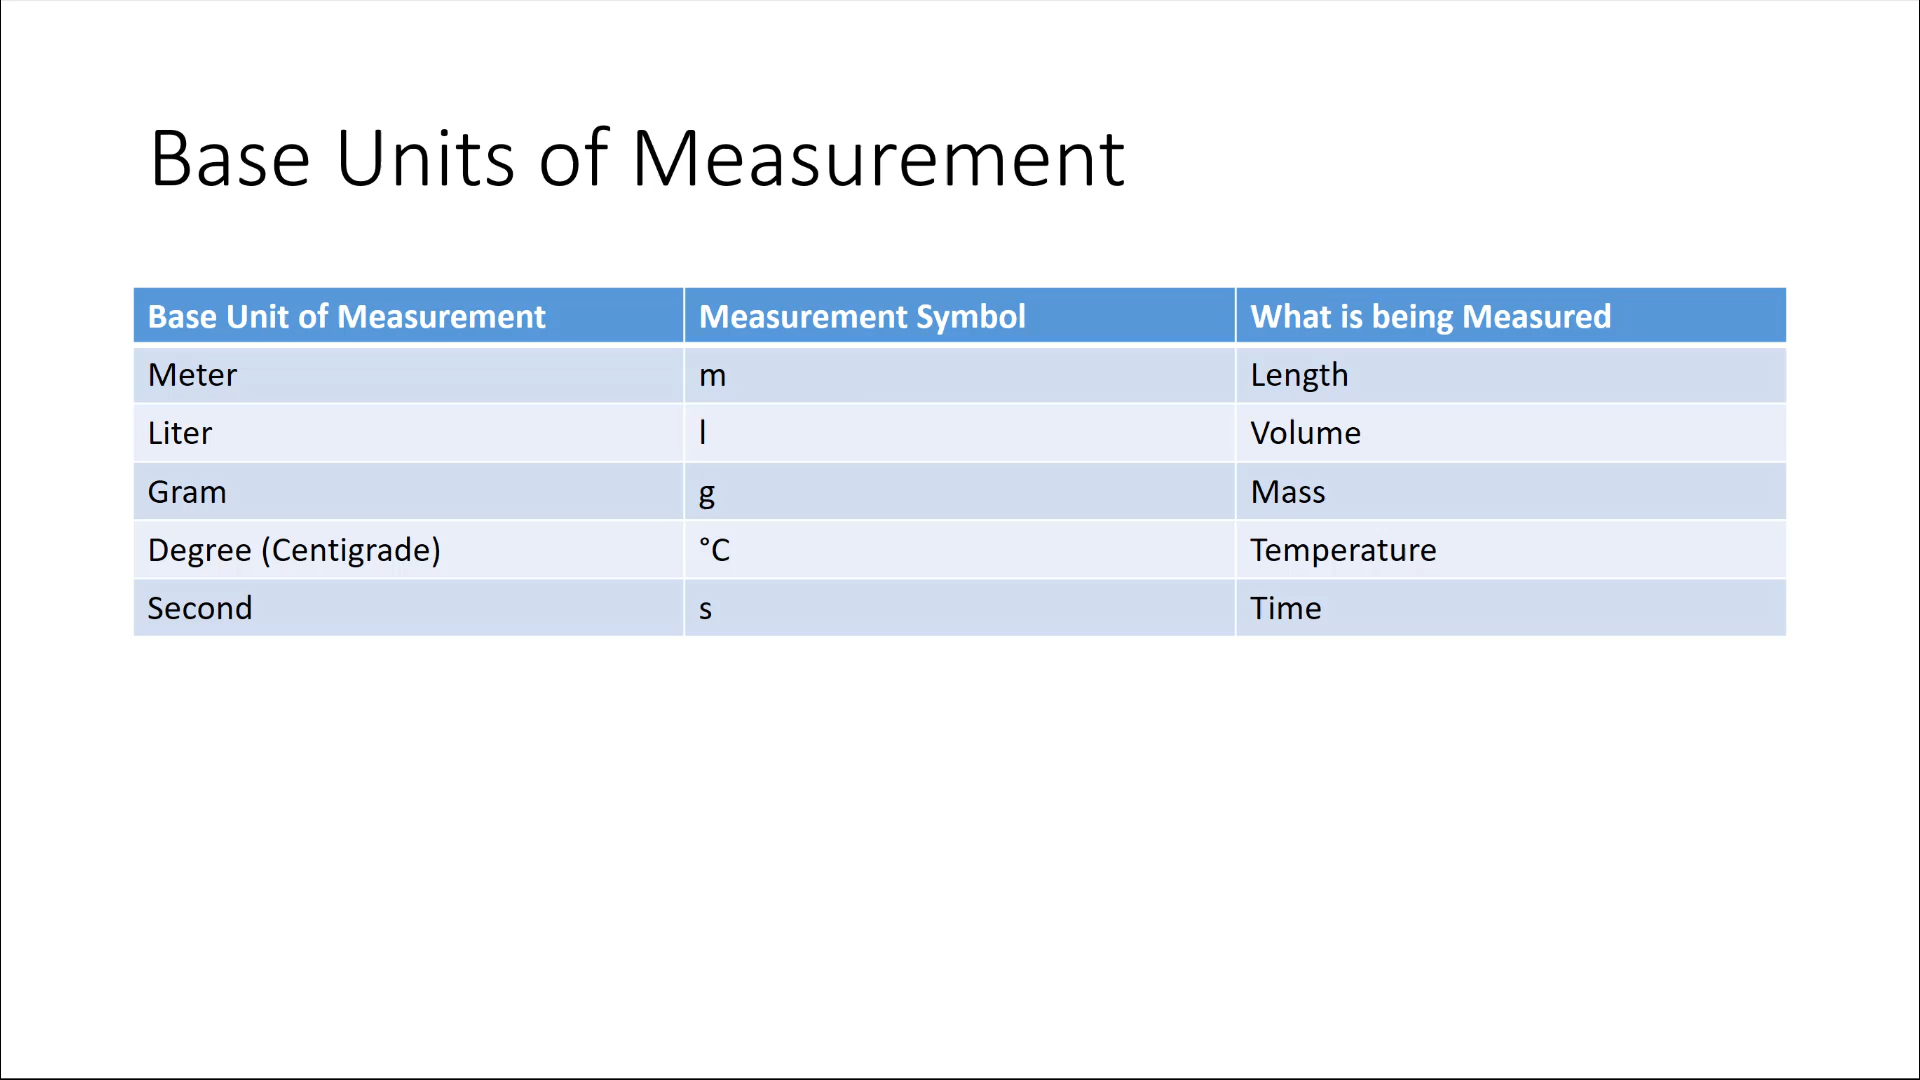 Base Units of Measurement
Base Unit of Measurement Measurement Symbol What is being Measured
Meter m Length
Liter l Volume
Gram g Mass
Degree (Centigrade) °C Temperature
Second s Time